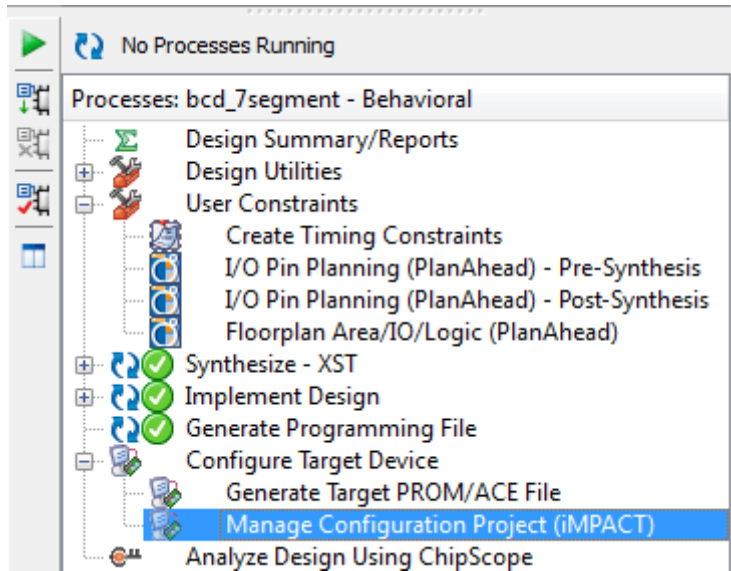 No Processes Running
Processes: bcd_7segment - Behavioral
Design Summary/Reports
Design Utilities
User Constraints
Create Timing Constraints
I/O Pin Planning (PlanAhead) - Pre-Synthesis
I/O Pin Planning (PlanAhead) - Post-Synthesis
Floorplan Area/IO/Logic (PlanAhead)
Synthesize - XST
Implement Design
Generate Programming File
Configure Target Device
Generate Target PROM/ACE File
Manage Configuration Project (iMPACT)
Analyze Design Using ChipScope